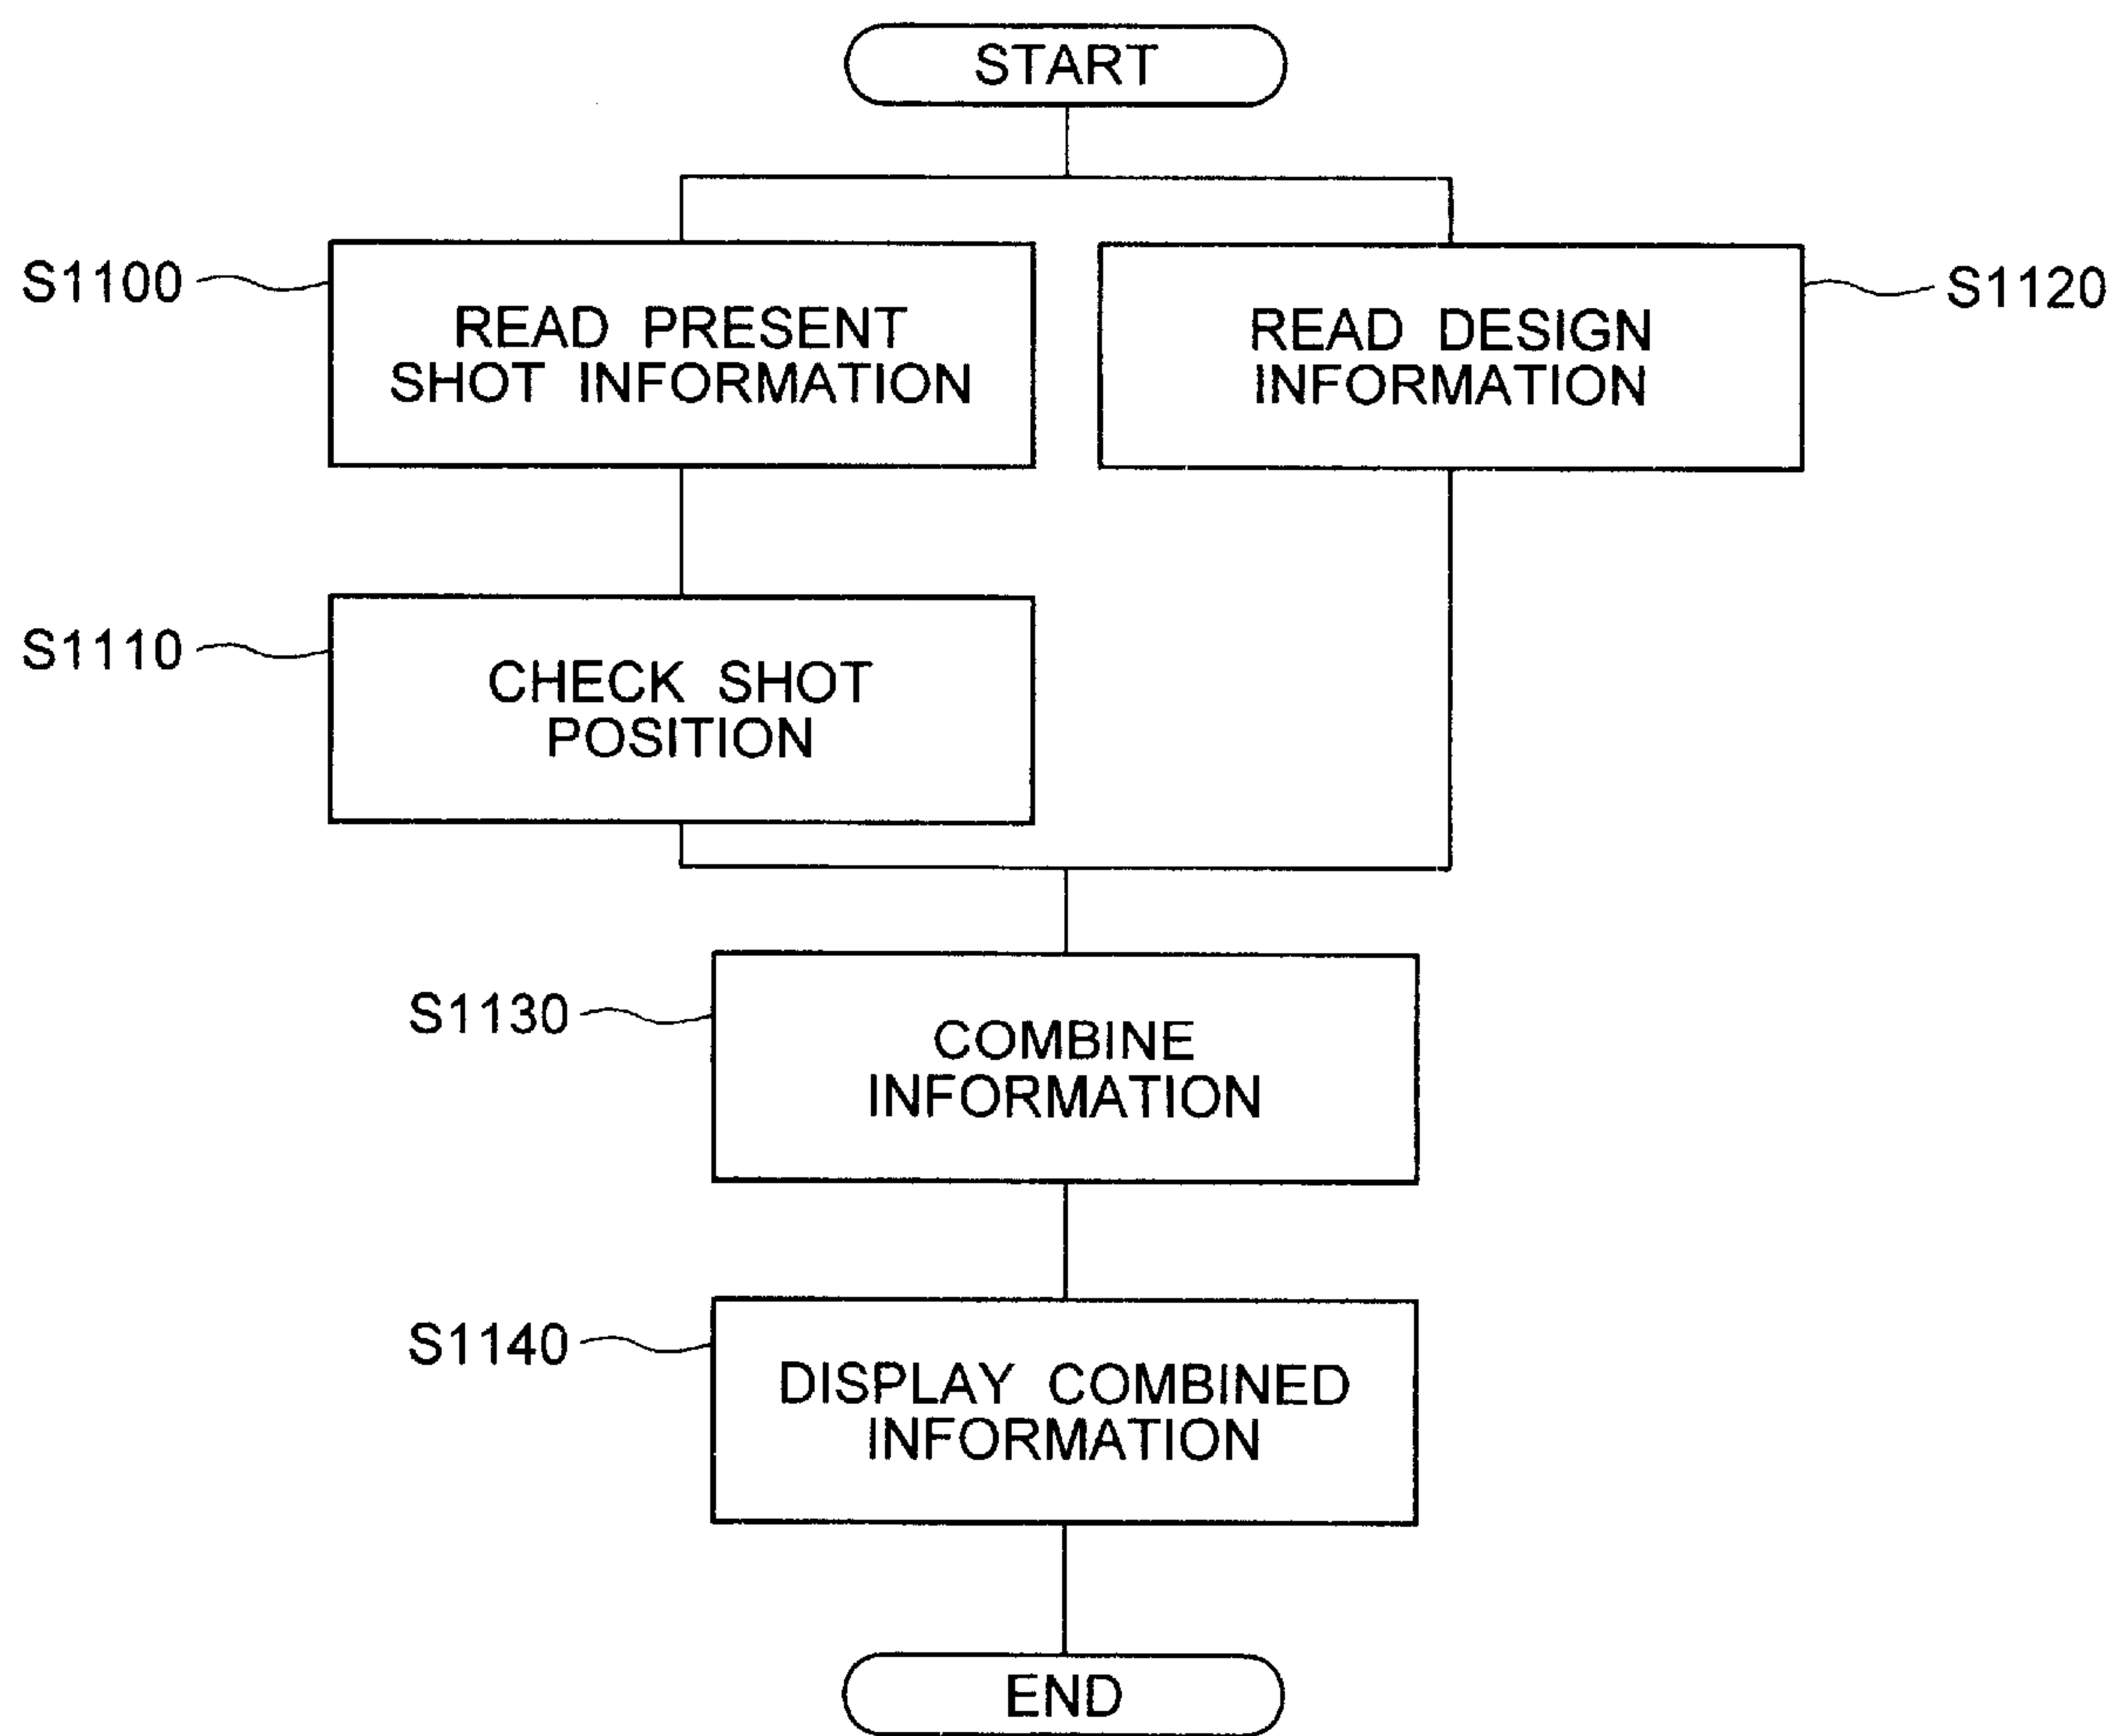 START
S1100
READ PRESENT
SHOT INFORMATION
READ DESIGN
INFORMATION
S1120
S1110
CHECK SHOT
POSITION
S1130
COMBINE
INFORMATION
S1140
DISPLAY COMBINED
INFORMATION
END